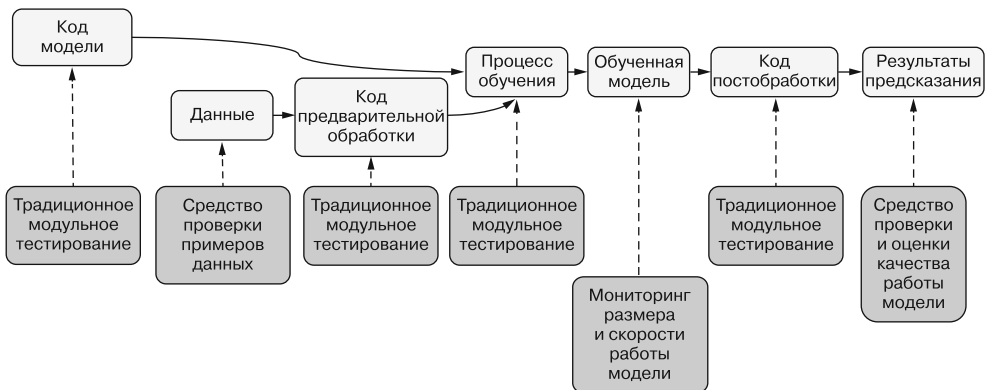 Код
модели
Данные
Код
предварительной
обработки
Процесс
обучения
Обученная
модель
Код
постобработки
Результаты
предсказания
Традиционное
модульное
тестирование
Средство
проверки
примеров
данных
Традиционное
модульное
тестирование
Традиционное
модульное
тестирование
Мониторинг
размера
и скорости
работы
модели
Традиционное
модульное
тестирование
Средство
проверки
и оценки
качества
работы
модели